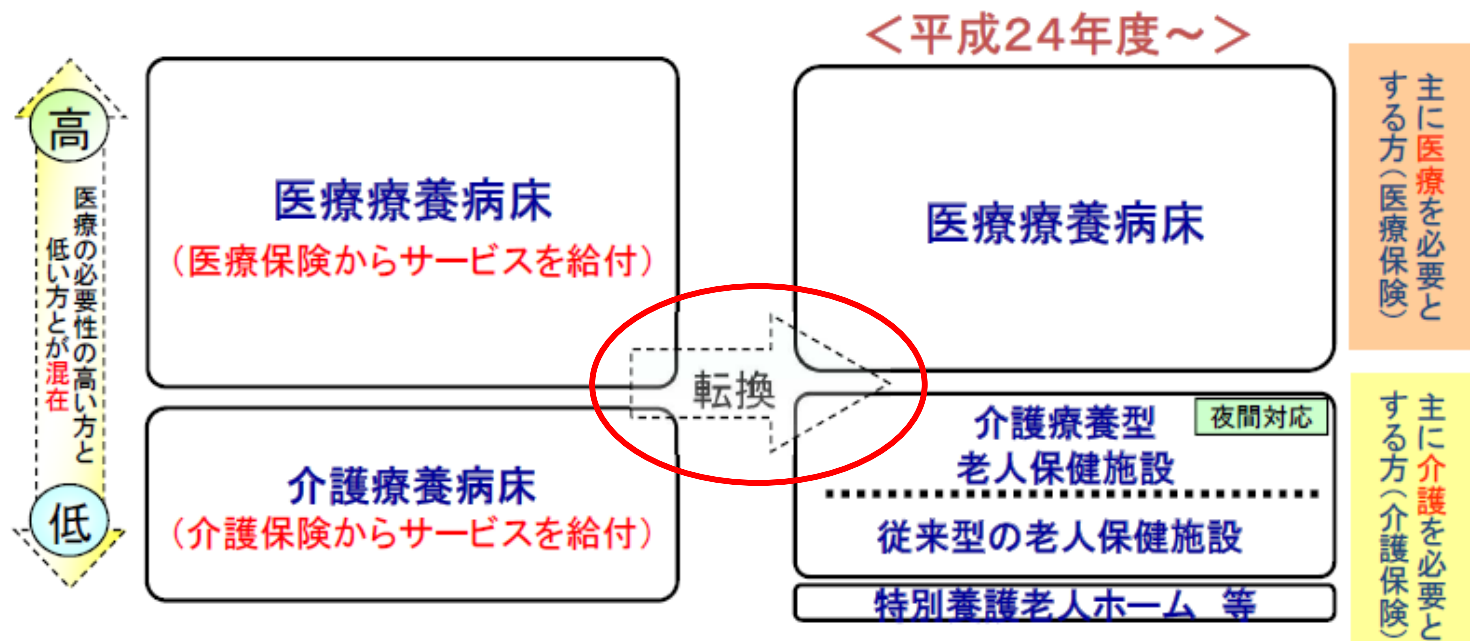 ＜平成24年度～＞
高
医療の必要性の高い方と
低い方とが混在
低
医療療養病床
（医療保険からサービスを給付）
介護療養病床
（介護保険からサービスを給付）
転換
医療療養病床
介護療養型
老人保健施設
夜間対応
従来型の老人保健施設
特別養護老人ホーム 等
主に医療を必要と
する方（医療保険）
主に介護を必要と
する方（介護保険）